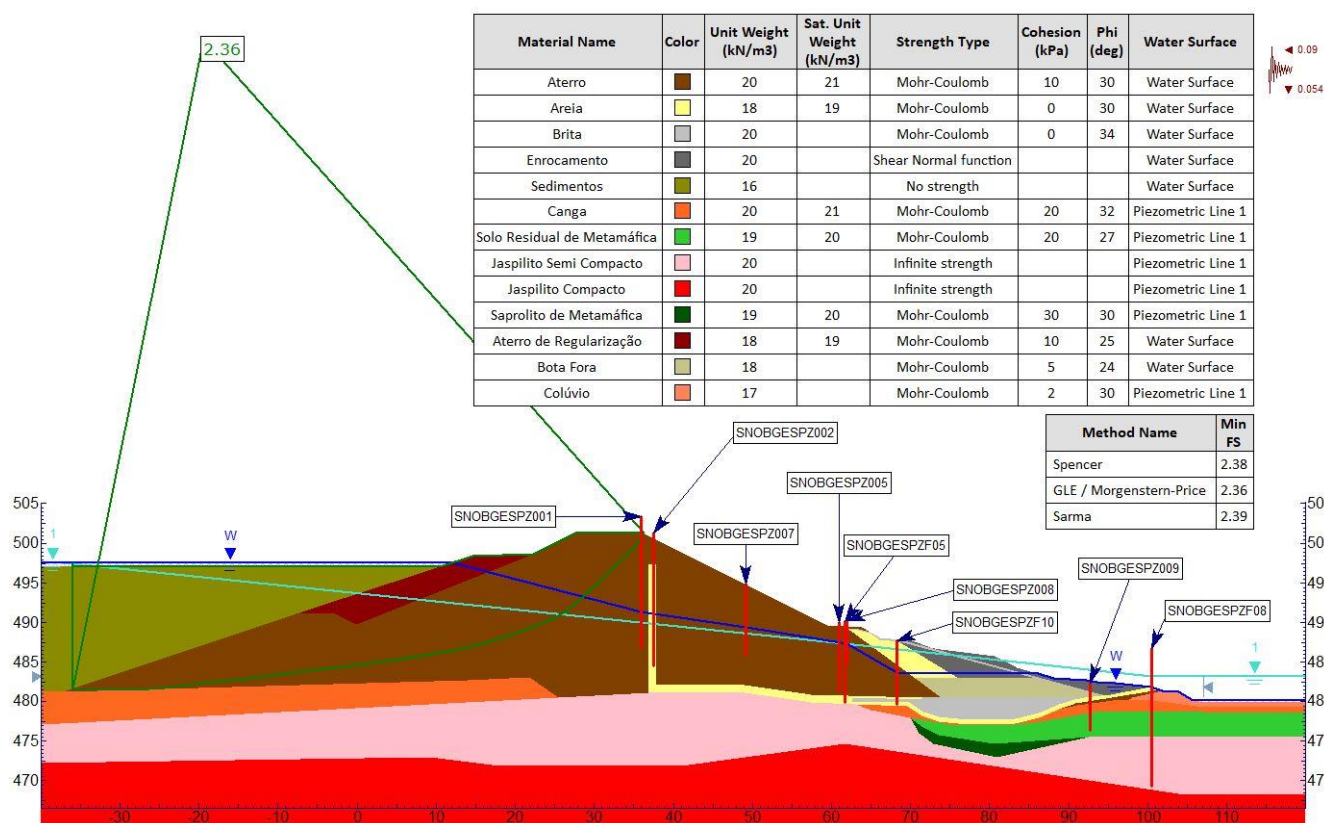 2.36
Material Name Color Unit Weight (kN/m3) Sat. Unit Weight (kN/m3) Strength Type Cohesion (kPa) Phi (deg) Water Surface
Aterro 20 21 Mohr-Coulomb 10 30 Water Surface
Areia 18 19 Mohr-Coulomb 0 30 Water Surface
Brita 20 Mohr-Coulomb 0 34 Water Surface
Enrocamento 20 Shear Normal function Water Surface
Sedimentos 16 No strength Water Surface
Canga 20 21 Mohr-Coulomb 20 32 Piezometric Line 1
Solo Residual de Metamáfica 19 20 Mohr-Coulomb 20 27 Piezometric Line 1
Jaspilito Semi Compacto 20 Infinite strength Piezometric Line 1
Jaspilito Compacto 20 Infinite strength Piezometric Line 1
Saprolito de Metamáfica 19 20 Mohr-Coulomb 30 30 Piezometric Line 1
Aterro de Regularização 18 19 Mohr-Coulomb 10 25 Water Surface
Bota Fora 18 Mohr-Coulomb 5 24 Water Surface
Colúvio 17 Mohr-Coulomb 2 30 Piezometric Line 1
0.09
0.054
Method Name Min FS
Spencer 2.38
GLE / Morgenstern-Price 2.36
Sarma 2.39
SNOBGESPZ002
SNOBGESPZ005
SNOBGESPZ001
SNOBGESPZ007
SNOBGESPZF05
SNOBGESPZ008
SNOBGESPZ009
SNOBGESPZF10
SNOBGESPZF08
1
W
W
1
505
500
495
490
485
480
475
470
50
50
49
49
48
48
47
47
-30 -20 -10 0 10 20 30 40 50 60 70 80 90 100 110